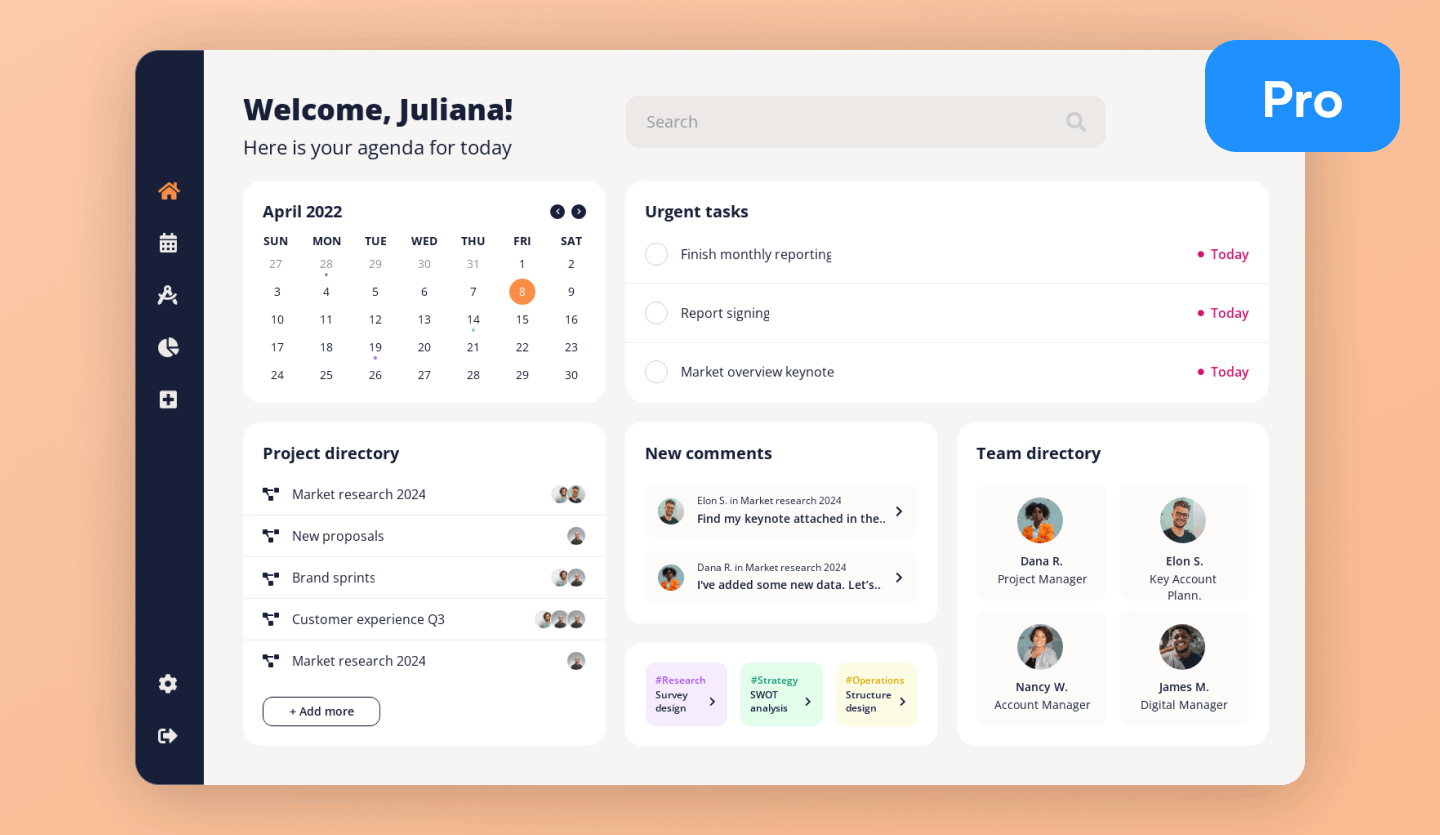 Pro
Welcome, Juliana!
Here is your agenda for today
Search
April 2022
SUN MON TUE WED THU FRI SAT
27 28 29 30 31 1 2
3 4 5 6 7 8 9
10 11 12 13 14 15 16
17 18 19 20 21 22 23
24 25 26 27 28 29 30
Urgent tasks
Finish monthly reporting Today
Report signing Today
Market overview keynote Today
Project directory
Market research 2024
New proposals
Brand sprints
Customer experience Q3
Market research 2024
+ Add more
New comments
Elon S. in Market research 2024
Find my keynote attached in the..
Dana R. in Market research 2024
I've added some new data. Let's..
#Research
Survey
design
#Strategy
SWOT
analysis
#Operations
Structure
design
Team directory
Dana R.
Project Manager
Elon S.
Key Account
Plann.
Nancy W.
Account Manager
James M.
Digital Manager